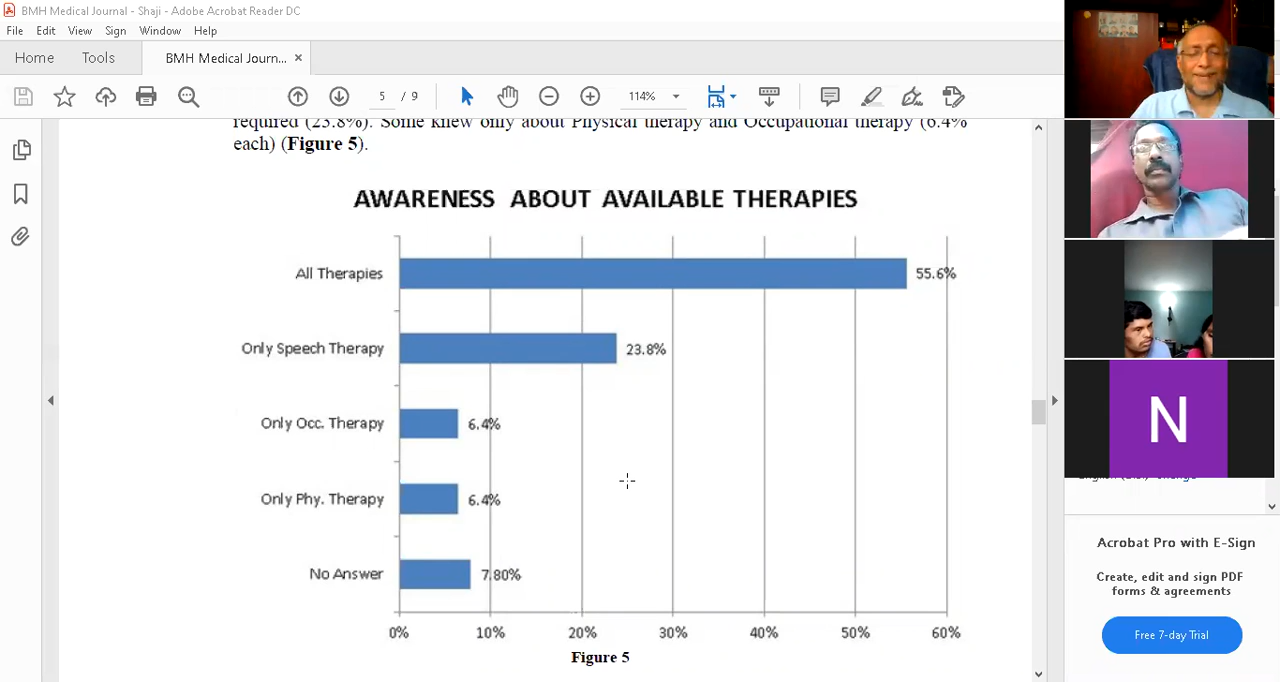 BMH Medical Journal - Shaji - Adobe Acrobat Reader DC
File Edit View Sign Window Help
Home Tools BMH Medical Journ... ×
5 / 9 114%
required (23.8%). Some knew only about Physical therapy and Occupational therapy (6.4%
each) (Figure 5).
AWARENESS ABOUT AVAILABLE THERAPIES
All Therapies 55.6%
Only Speech Therapy 23.8%
Only Occ. Therapy 6.4%
Only Phy. Therapy 6.4%
No Answer 7.80%
0% 10% 20% 30% 40% 50% 60%
Figure 5
N
Acrobat Pro with E-Sign
Create, edit and sign PDF
forms & agreements
Free 7-day Trial